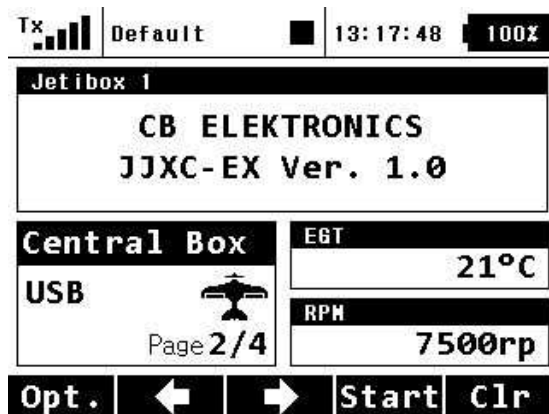 Tx Default 13:17:48 100%
Jetibox 1
CB ELEKTRONICS
JJXC-EX Ver. 1.0
Central Box
USB
Page 2/4
EGT
21°C
RPM
7500rp
Opt. Start Clr